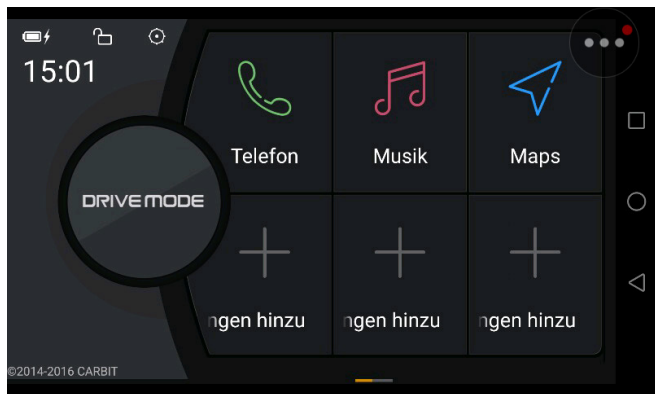 15:01
Telefon
Musik
Maps
DRIVEMODE
ngen hinzu
ngen hinzu
ngen hinzu
©2014-2016 CARBIT